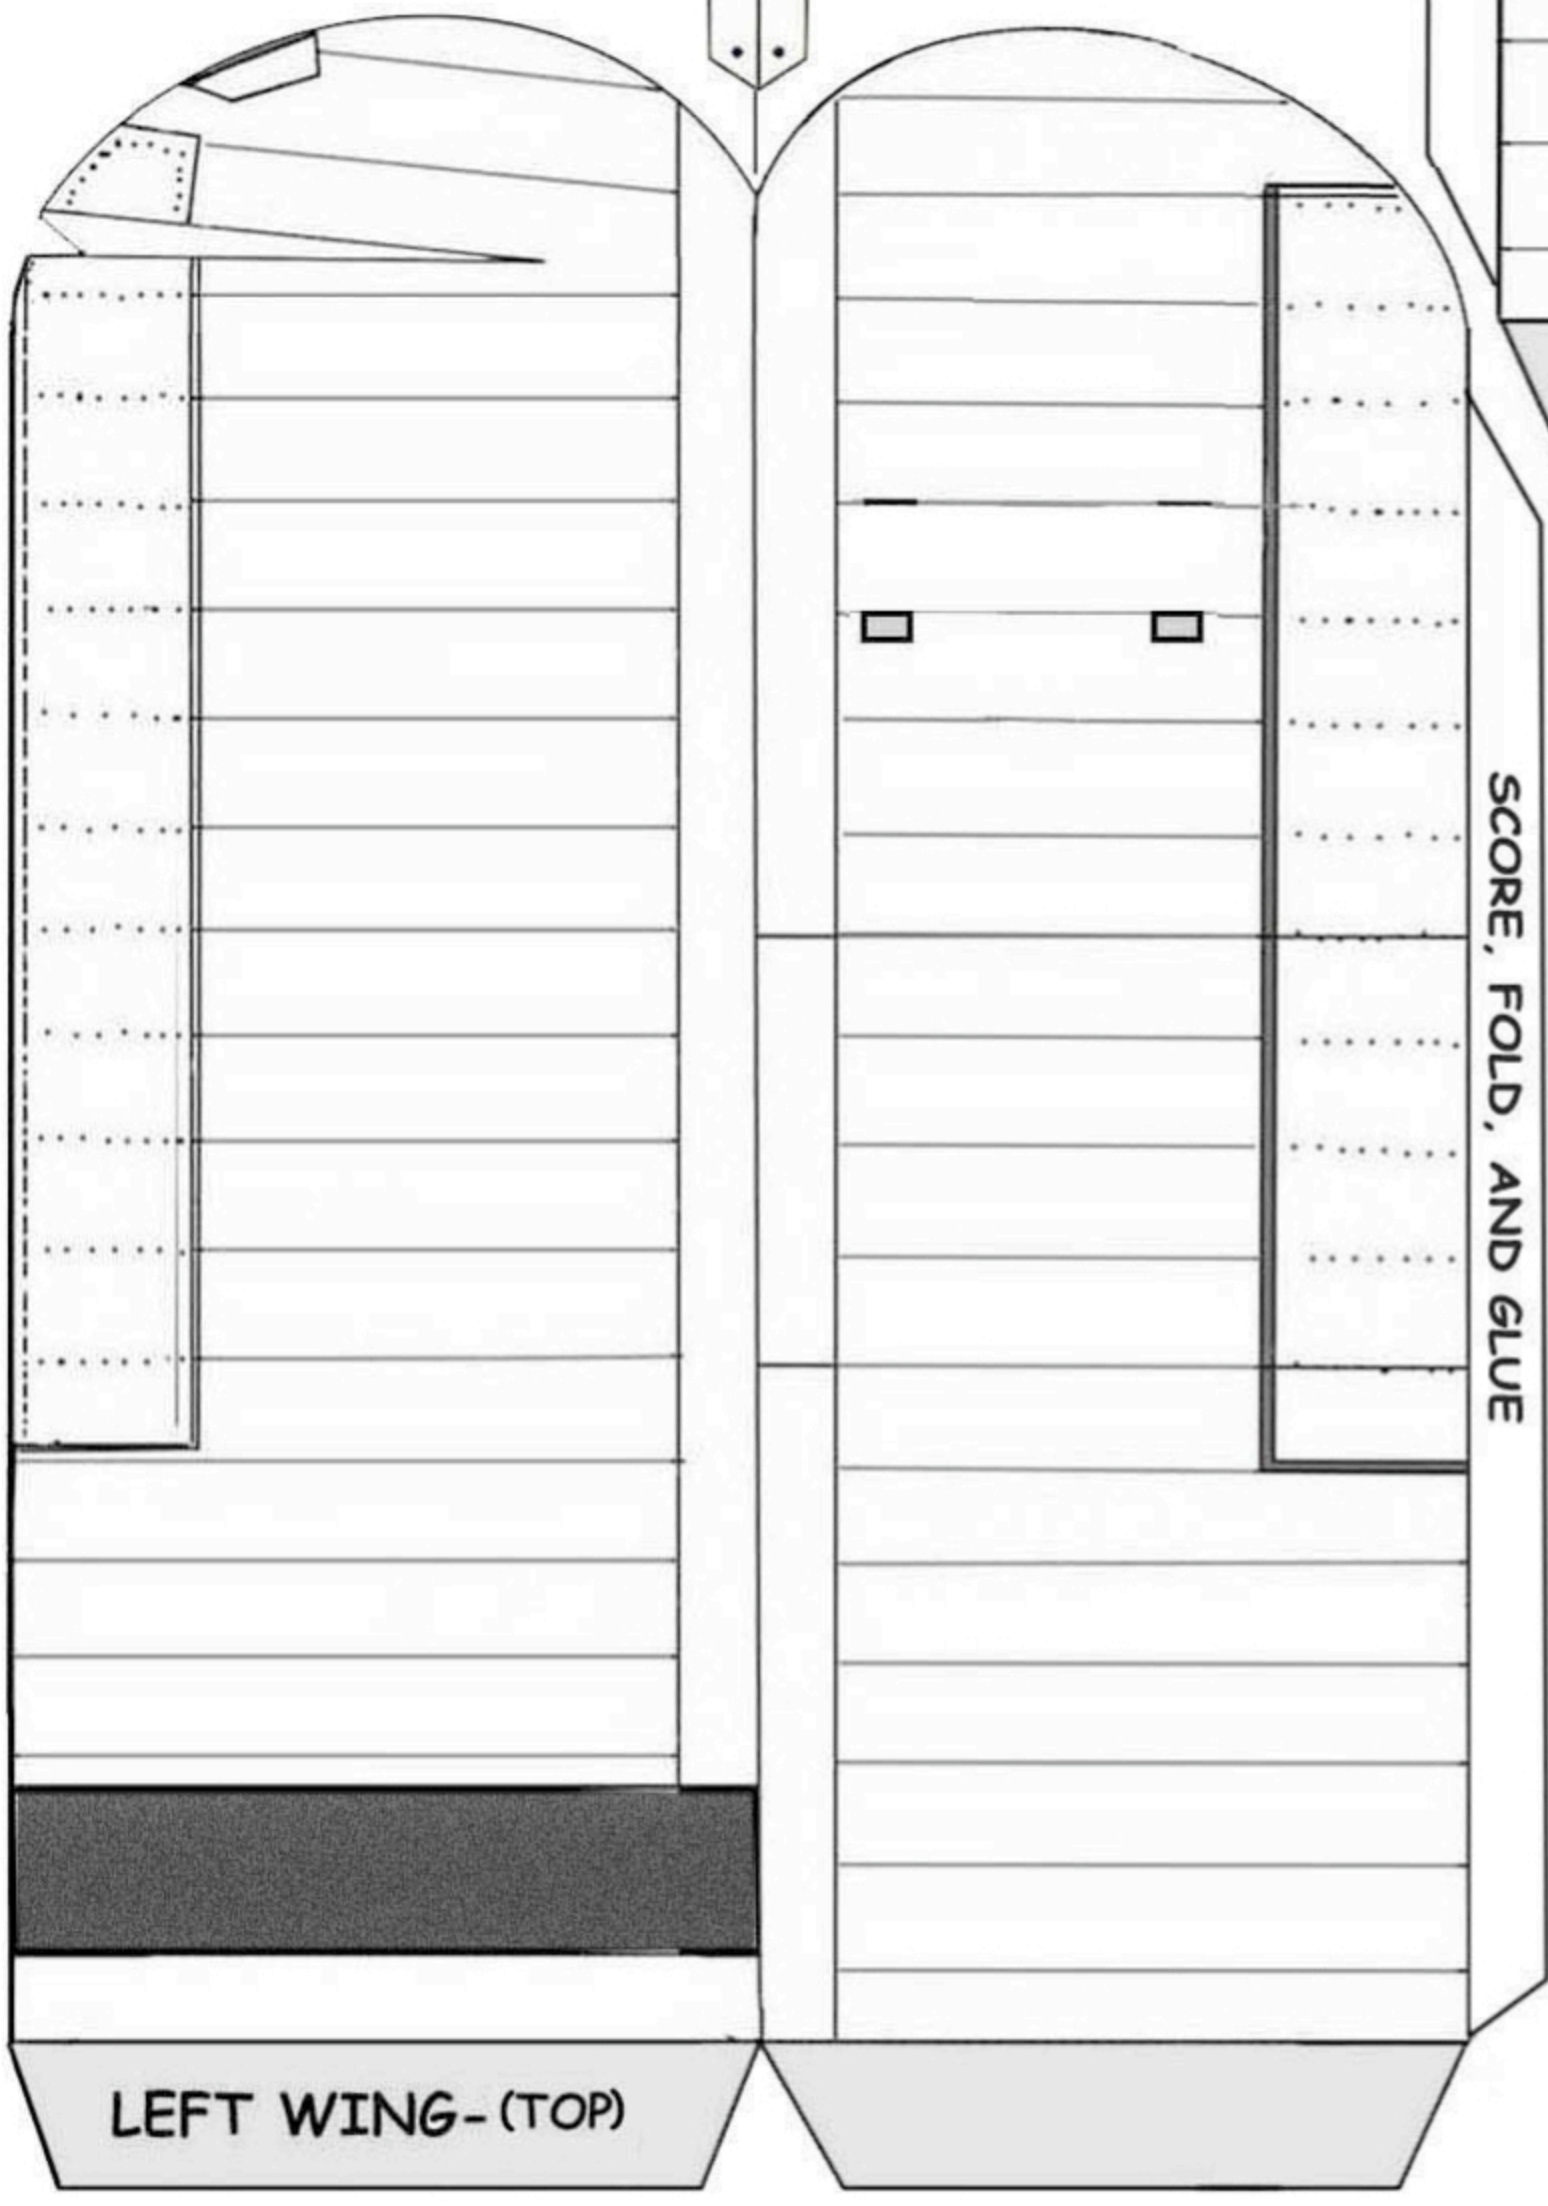 SCORE, FOLD, AND GLUE
LEFT WING-(TOP)